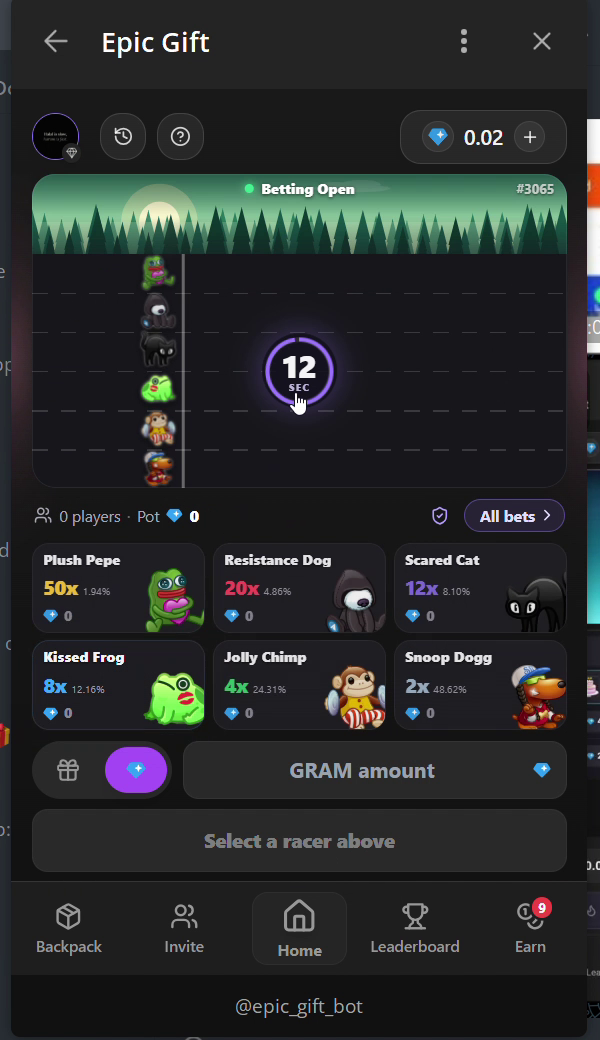 Epic Gift
0.02
Betting Open
#3065
12
SEC
0 players · Pot 0
All bets
Plush Pepe
50x 1.94%
0
Resistance Dog
20x 4.86%
0
Scared Cat
12x 8.10%
0
Kissed Frog
8x 12.16%
0
Jolly Chimp
4x 24.31%
0
Snoop Dogg
2x 48.62%
0
GRAM amount
Select a racer above
Backpack
Invite
Home
Leaderboard
9
Earn
@epic_gift_bot